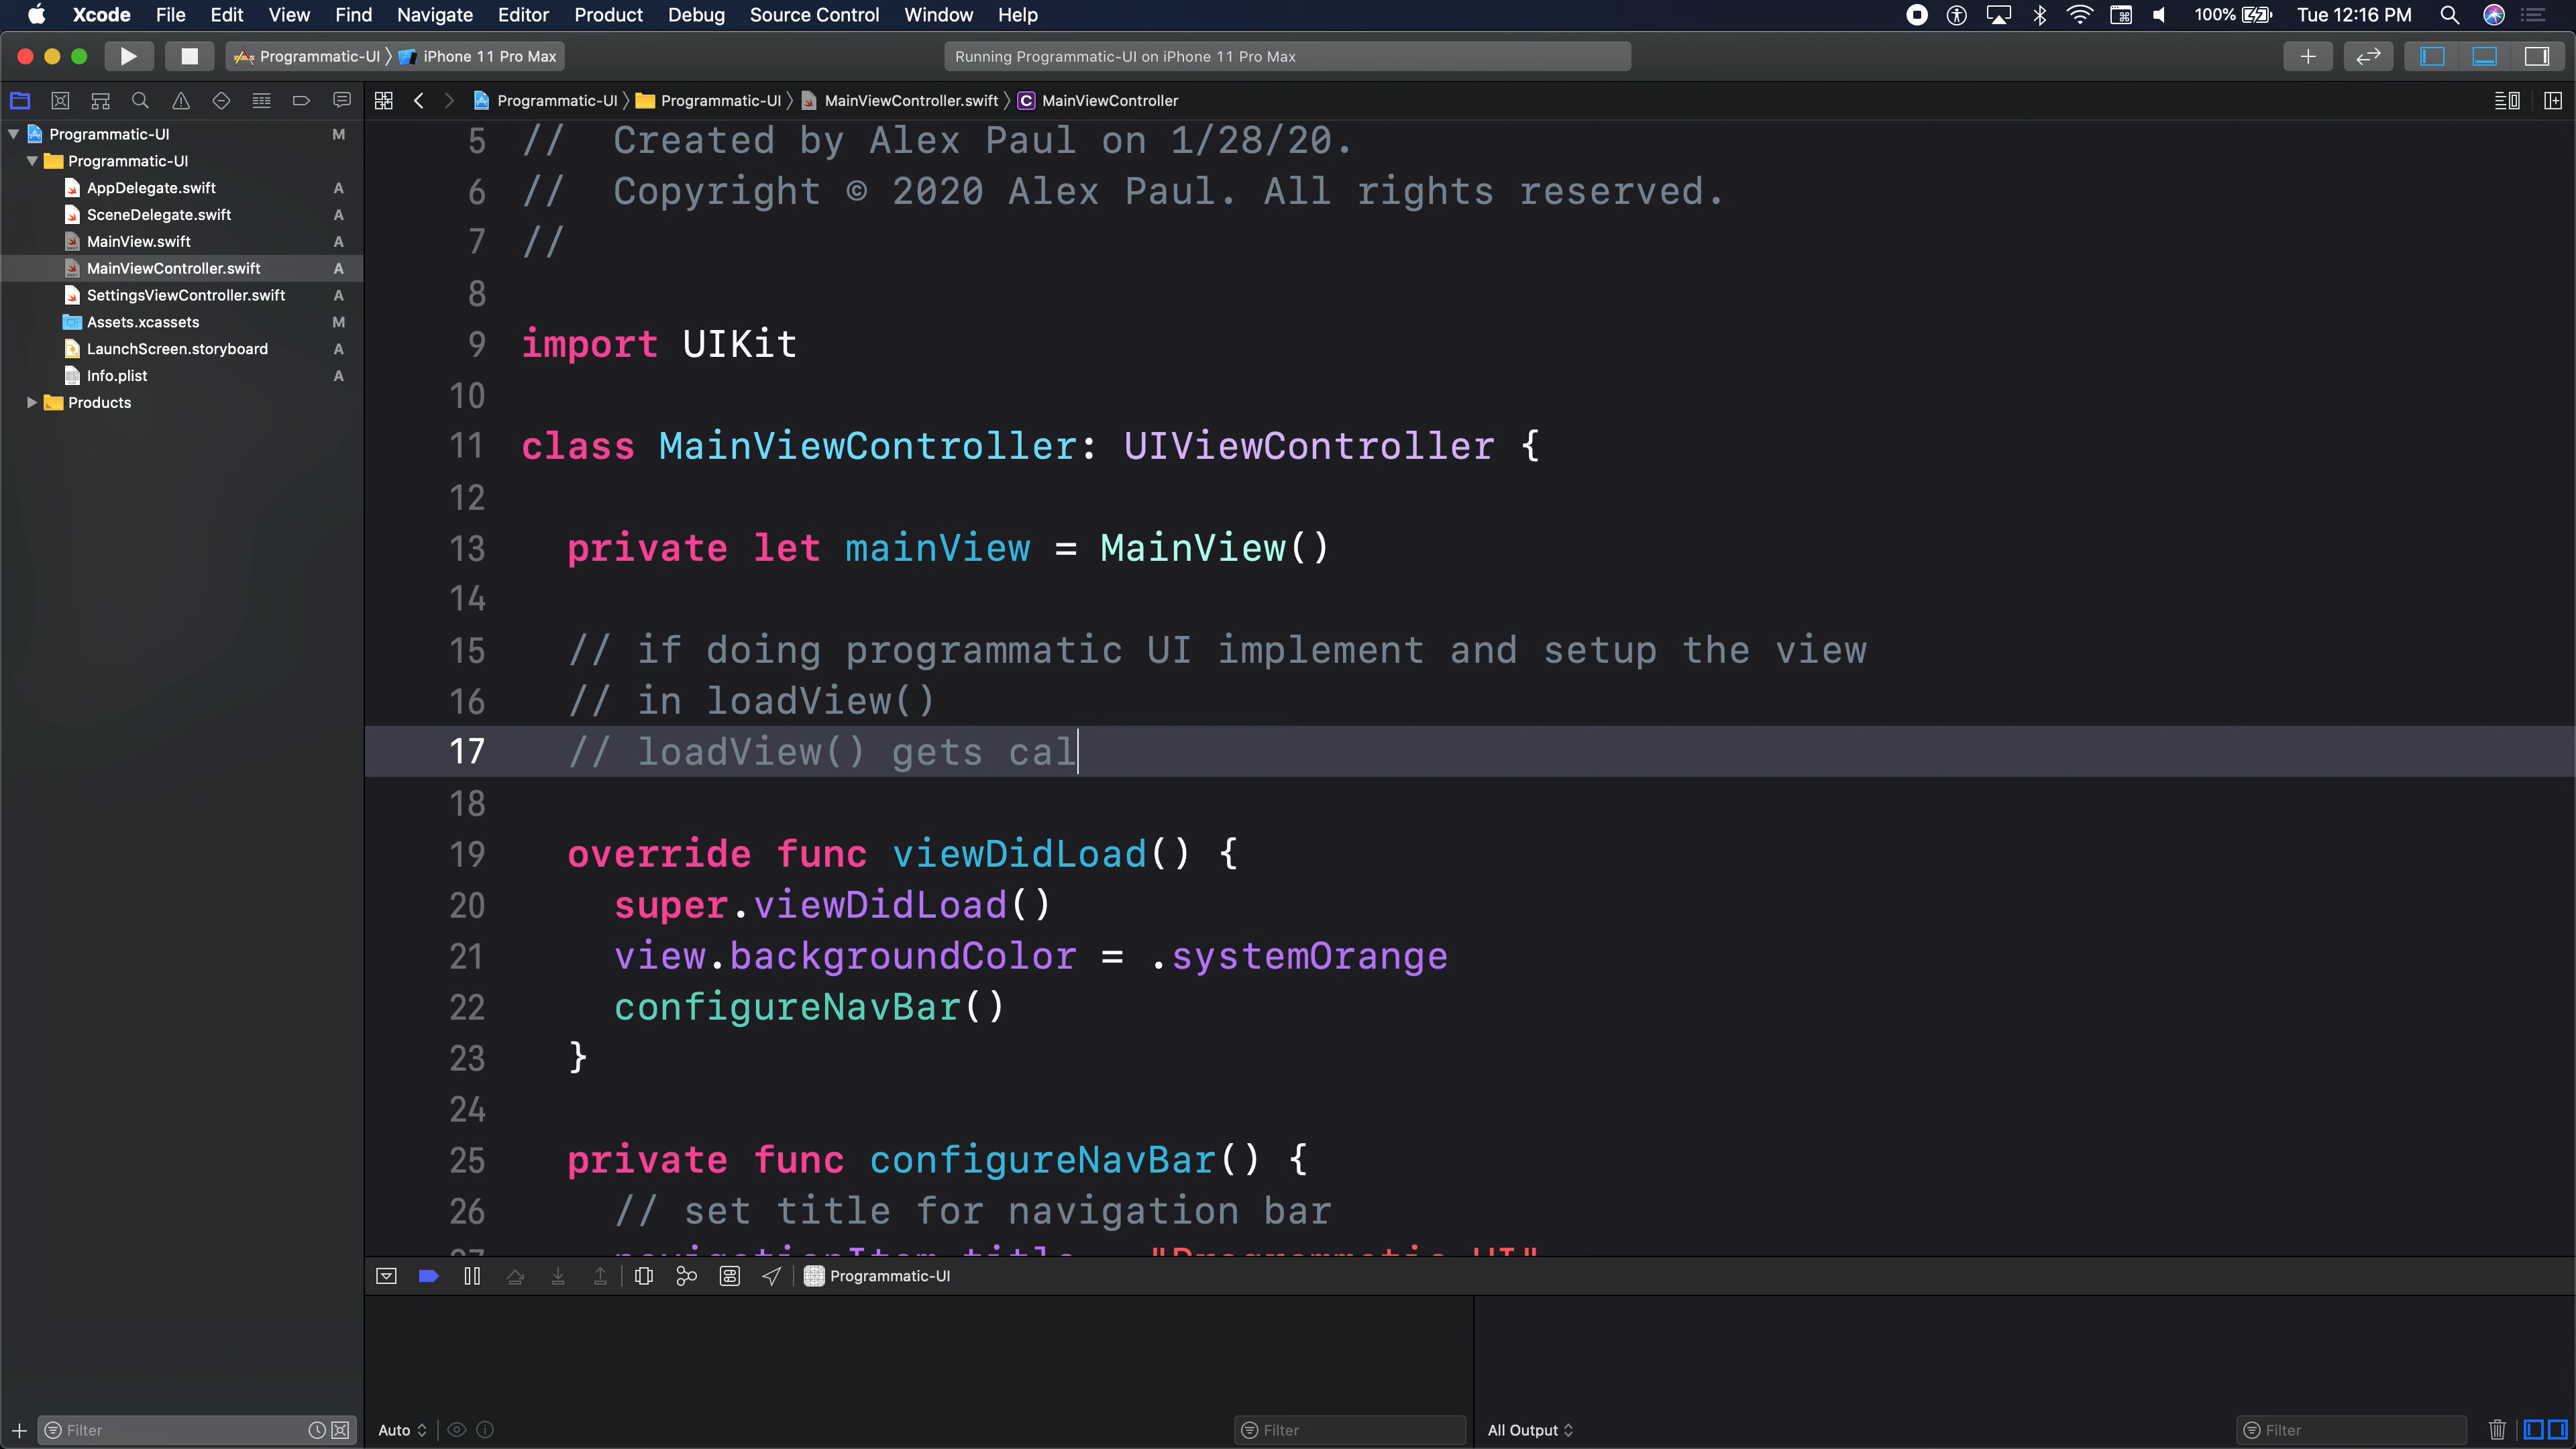 Xcode File Edit View Find Navigate Editor Product Debug Source Control Window Help 100% Tue 12:16 PM
Programmatic-UI iPhone 11 Pro Max Running Programmatic-UI on iPhone 11 Pro Max
Programmatic-UI Programmatic-UI MainViewController.swift C MainViewController
Programmatic-UI M
Programmatic-UI
AppDelegate.swift A
SceneDelegate.swift A
MainView.swift A
MainViewController.swift A
SettingsViewController.swift A
Assets.xcassets M
LaunchScreen.storyboard A
Info.plist A
Products
5 //  Created by Alex Paul on 1/28/20.
6 //  Copyright © 2020 Alex Paul. All rights reserved.
7 //
8
9 import UIKit
10
11 class MainViewController: UIViewController {
12
13 private let mainView = MainView()
14
15 // if doing programmatic UI implement and setup the view
16 // in loadView()
17 // loadView() gets cal
18
19 override func viewDidLoad() {
20 super.viewDidLoad()
21 view.backgroundColor = .systemOrange
22 configureNavBar()
23 }
24
25 private func configureNavBar() {
26 // set title for navigation bar
27 navigationItem.title = "Programmatic UI"
Programmatic-UI
Filter Auto Filter All Output Filter